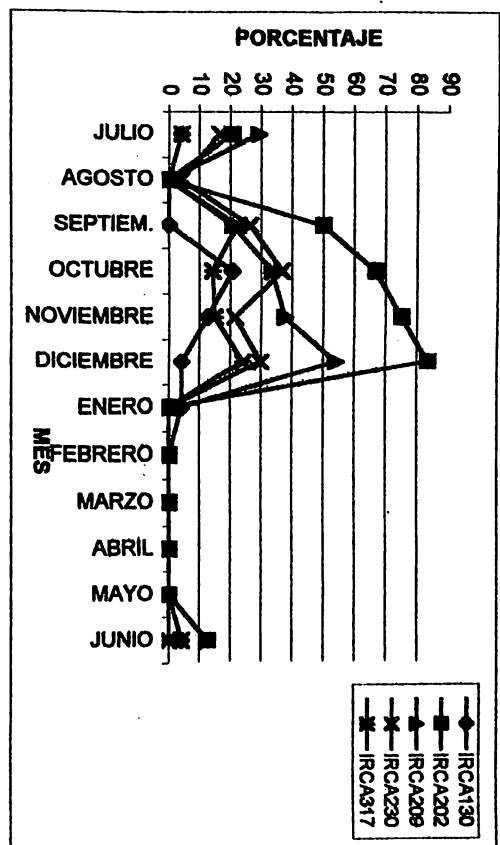 PORCENTAJE
90
80
70
60
50
40
30
20
10
0
JULIO
AGOSTO
SEPTIEM.
OCTUBRE
NOVIEMBRE
DICIEMBRE
ENERO
FEBRERO
MARZO
ABRIL
MAYO
JUNIO
MES
IRCA130
IRCA202
IRCA209
IRCA230
IRCA317